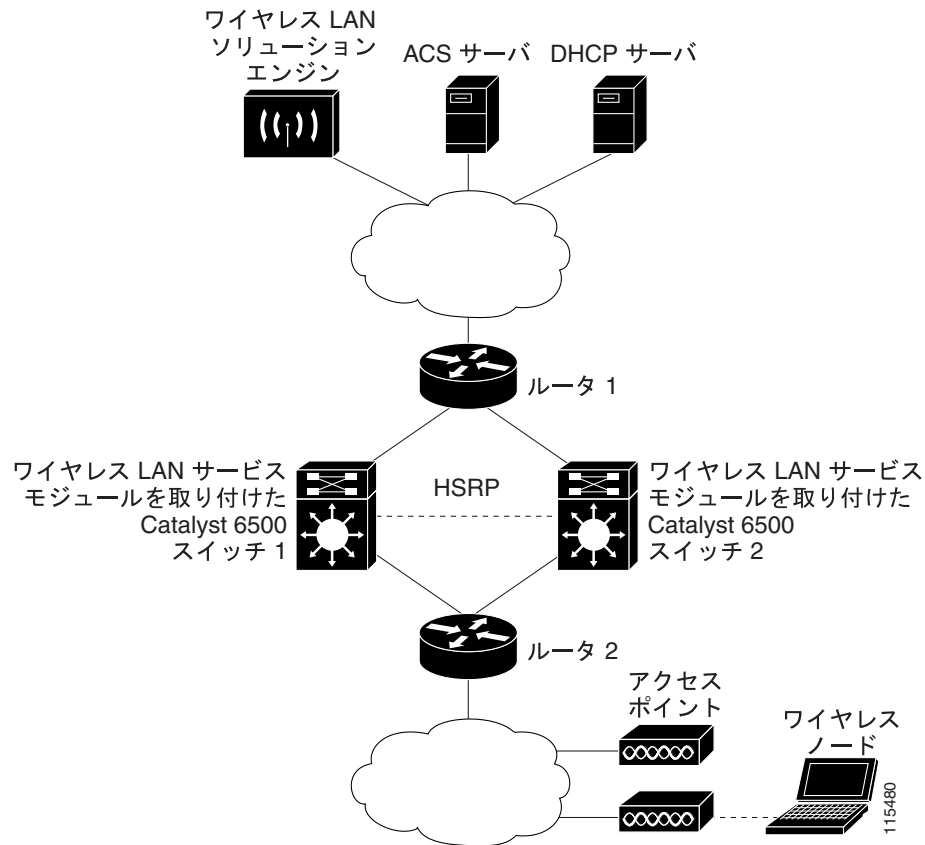 ワイヤレス LAN
ソリューション
エンジン
ACS サーバ
DHCP サーバ
ルータ 1
ワイヤレス LAN サービス
モジュールを取り付けた
Catalyst 6500
スイッチ 1
HSRP
ワイヤレス LAN サービス
モジュールを取り付けた
Catalyst 6500
スイッチ 2
ルータ 2
アクセス
ポイント
ワイヤレス
ノード
115480